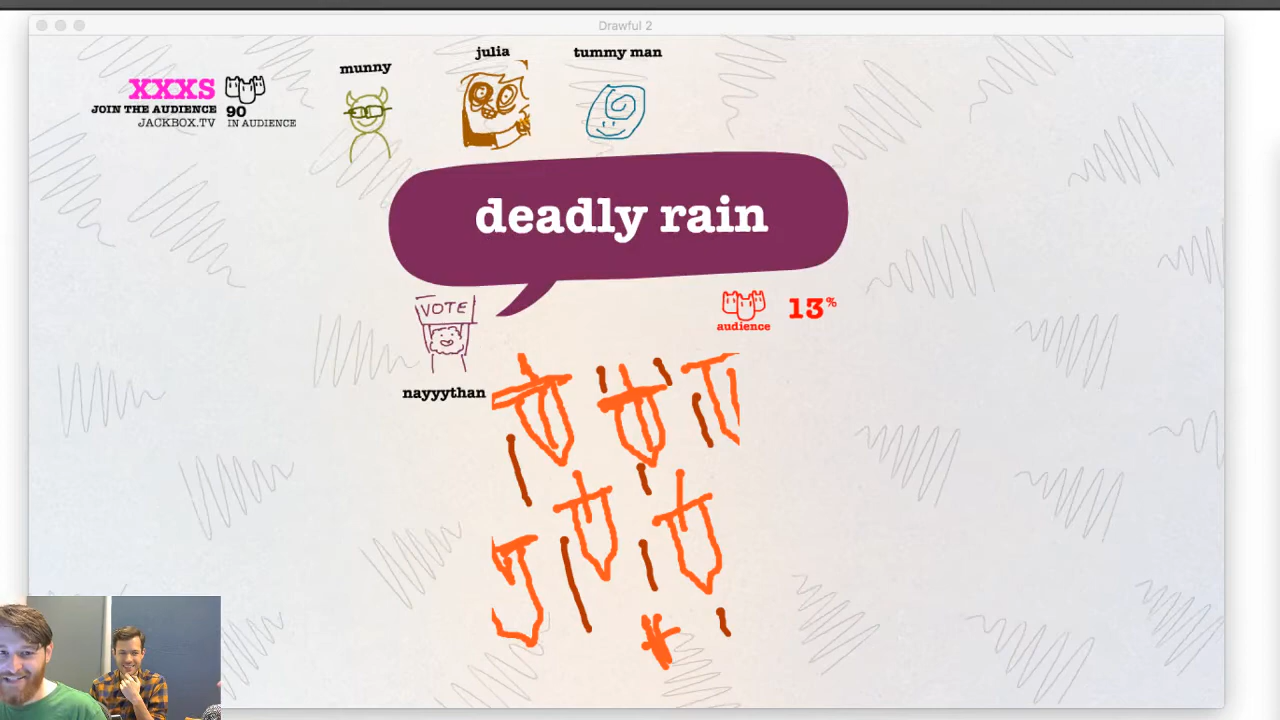 Drawful 2
XXXS
JOIN THE AUDIENCE
JACKBOX.TV
90
IN AUDIENCE
munny
julia
tummy man
deadly rain
VOTE
nayyythan
audience
13%